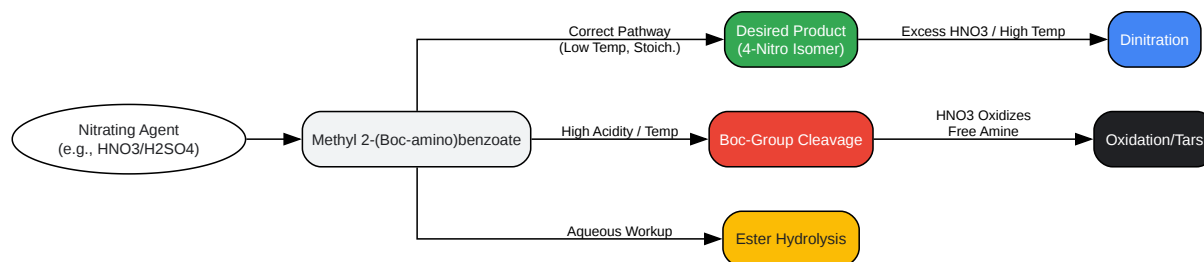 Nitrating Agent
(e.g., HNO3/H2SO4)
Methyl 2-(Boc-amino)benzoate
Correct Pathway
(Low Temp, Stoich.)
Desired Product
(4-Nitro Isomer)
Excess HNO3 / High Temp
Dinitration
High Acidity / Temp
Boc-Group Cleavage
HNO3 Oxidizes
Free Amine
Oxidation/Tars
Aqueous Workup
Ester Hydrolysis